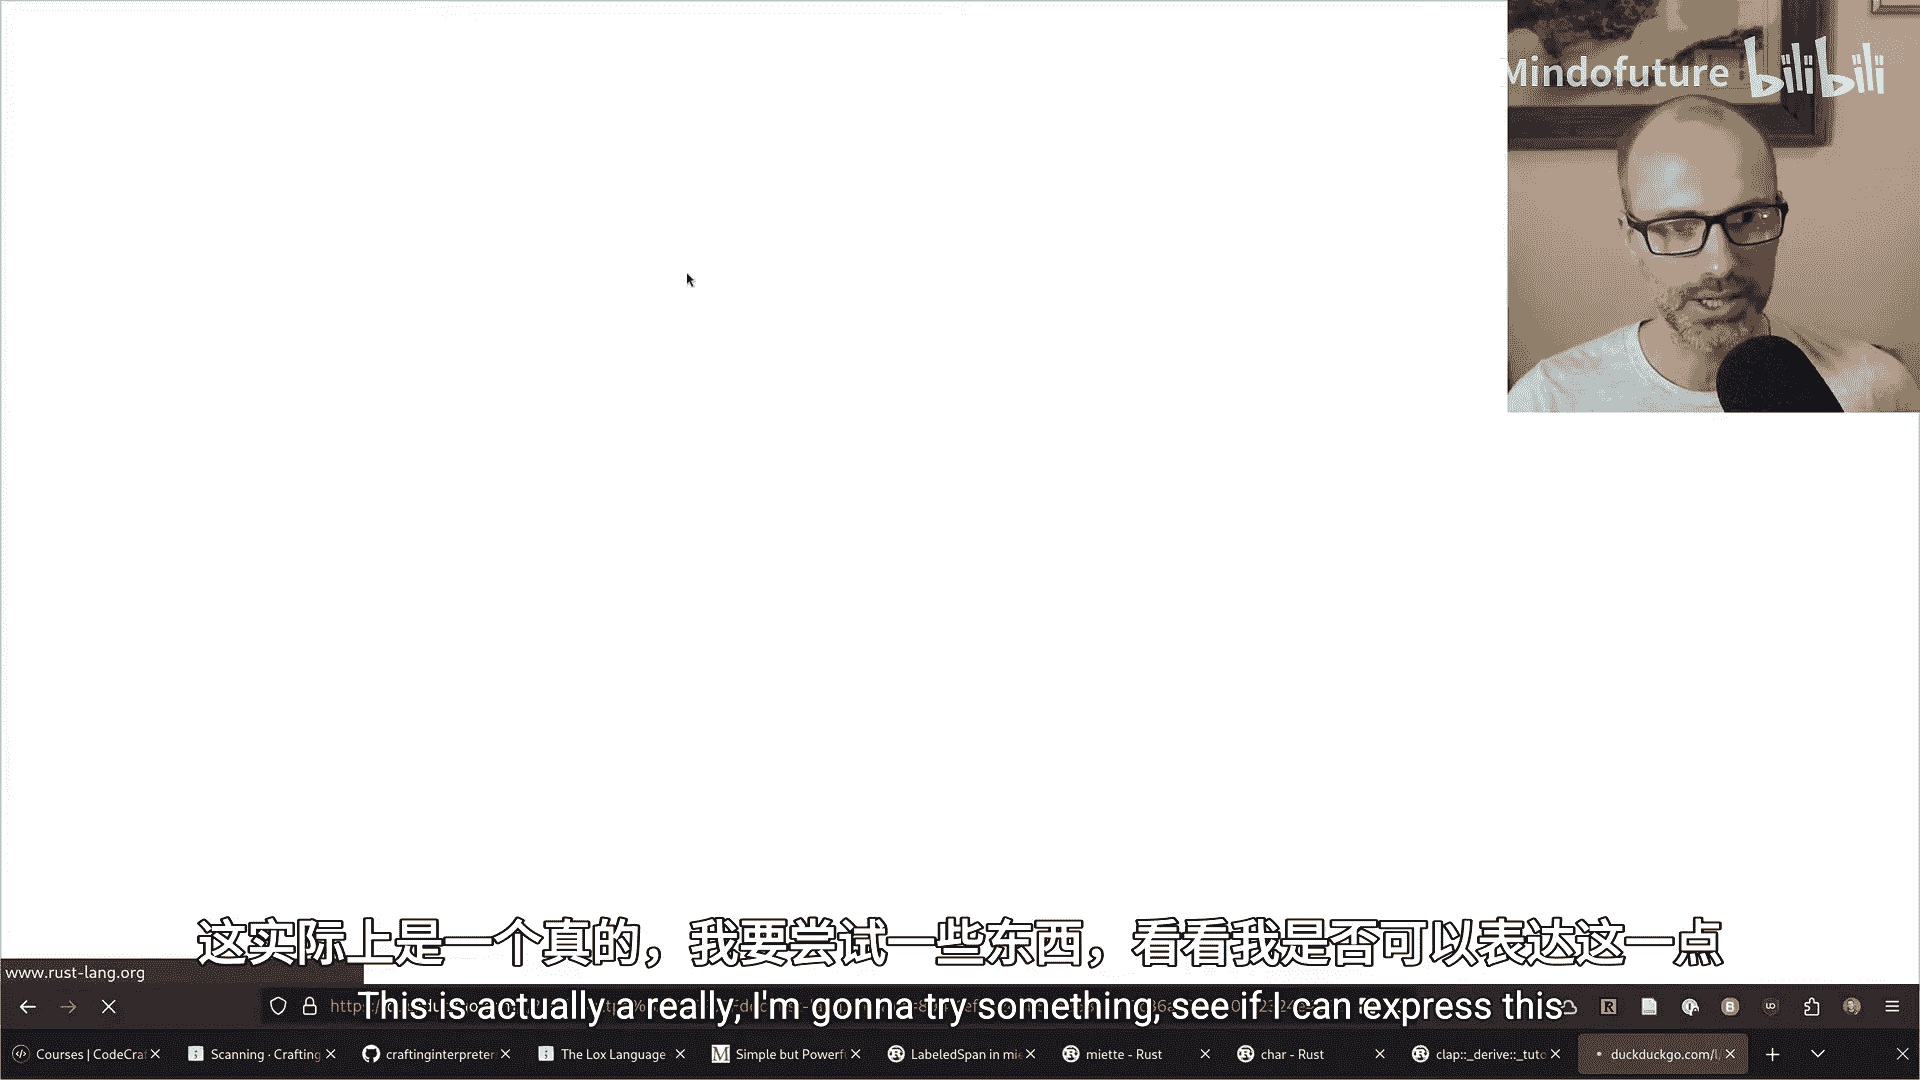 Mindofuture bilibili
这实际上是一个真的，我要尝试一些东西，看看我是否可以表达这一点
www.rust-lang.org
This is actually a really, I'm gonna try something, see if I can express this
Courses | CodeCraf
Scanning · Crafting
craftinginterpreter
The Lox Language
Simple but Powerf
LabeledSpan in mie
miette - Rust
char - Rust
clap::_derive::_tuto
duckduckgo.com/l/